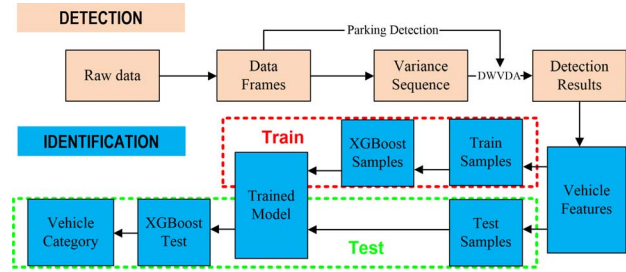 DETECTION
Parking Detection
Raw data
Data
Frames
Variance
Sequence
DWVDA
Detection
Results
IDENTIFICATION
Train
XGBoost
Samples
Train
Samples
Trained
Model
Vehicle
Features
Vehicle
Category
XGBoost
Test
Test
Test
Samples